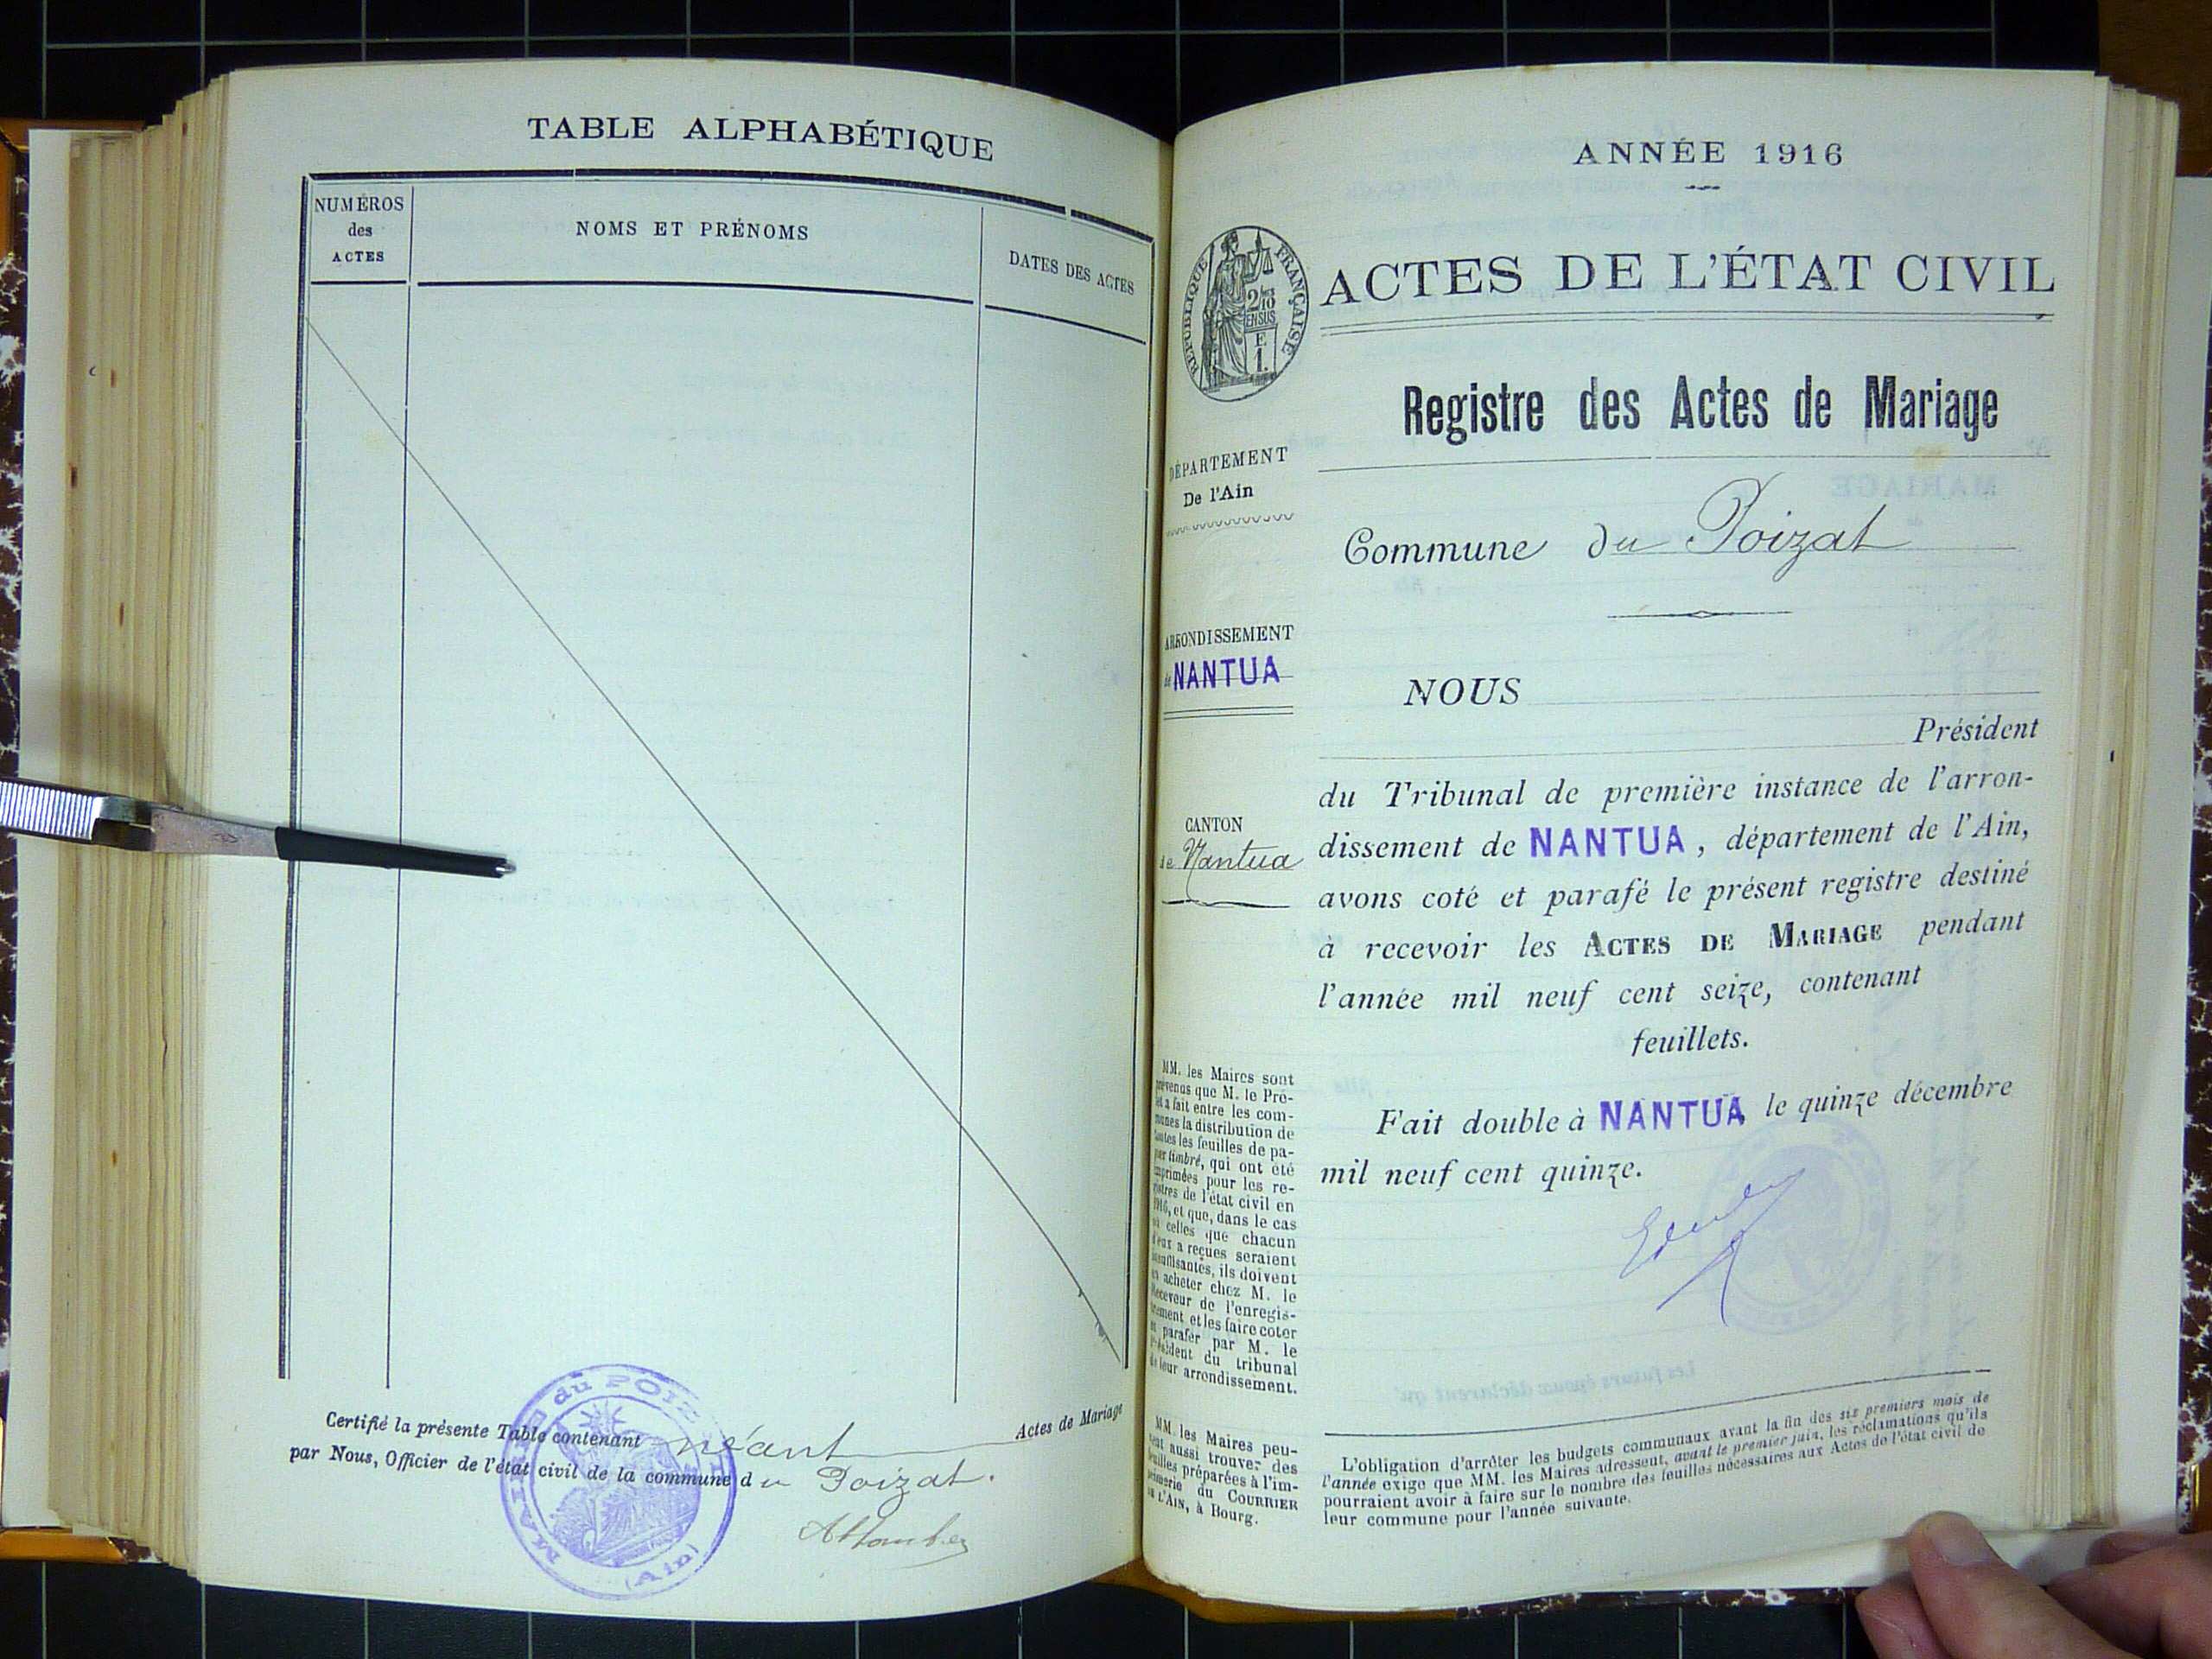 TABLE ALPHABÉTIQUE
NUMÉROS
des
ACTES
NOMS ET PRÉNOMS
DATES DES ACTES
Certifié la présente Table contenant néant Actes de Mariage
par Nous, Officier de l'état civil de la commune du Poizat.
MAIRIE du POIZAT
(Ain)
ANNÉE 1916
RÉPUBLIQUE FRANÇAISE
ACTES DE L'ÉTAT CIVIL
Registre des Actes de Mariage
DÉPARTEMENT
De l'Ain
Commune du Poizat
ARRONDISSEMENT
de NANTUA
NOUS
Président
du Tribunal de première instance de l'arron-
dissement de NANTUA, département de l'Ain,
avons coté et parafé le présent registre destiné
à recevoir les ACTES DE MARIAGE pendant
l'année mil neuf cent seize, contenant
feuillets.
Fait double à NANTUA, le quinze décembre
mil neuf cent quinze.
CANTON
de Nantua
MM. les Maires sont
prévenus que M. le Pré-
fet a fait entre les com-
munes la distribution de
toutes les feuilles de pa-
pier timbré, qui ont été
imprimées pour les re-
gistres de l'état civil en
1916, et que, dans le cas
où celles que chacun
d'eux a reçues seraient
insuffisantes, ils doivent
en acheter chez M. le
Receveur de l'enregis-
trement et les faire coter
et parafer par M. le
Président du tribunal
de leur arrondissement.
MM. les Maires peu-
vent aussi trouver des
feuilles préparées à l'im-
primerie du COURRIER
DE L'AIN, à Bourg.
L'obligation d'arrêter les budgets communaux avant la fin des six premiers mois de
l'année exige que MM. les Maires adressent, avant le premier juin, les réclamations qu'ils
pourraient avoir à faire sur le nombre des feuilles nécessaires aux Actes de l'état civil de
leur commune pour l'année suivante.